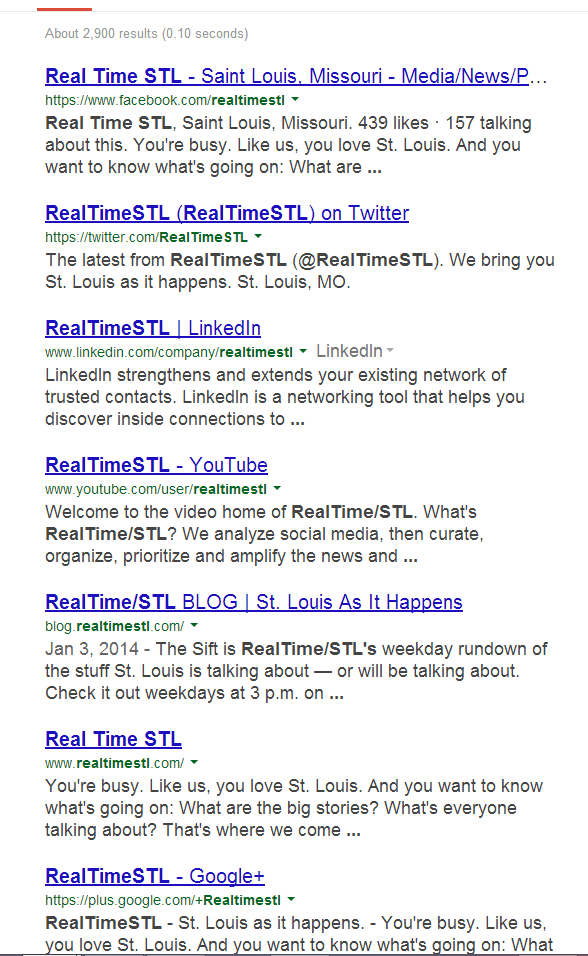 About 2,900 results (0.10 seconds)
Real Time STL - Saint Louis, Missouri - Media/News/P...
https://www.facebook.com/realtimestl
Real Time STL, Saint Louis, Missouri. 439 likes · 157 talking
about this. You're busy. Like us, you love St. Louis. And you
want to know what's going on: What are ...
RealTimeSTL (RealTimeSTL) on Twitter
https://twitter.com/RealTimeSTL
The latest from RealTimeSTL (@RealTimeSTL). We bring you
St. Louis as it happens. St. Louis, MO.
RealTimeSTL | LinkedIn
www.linkedin.com/company/realtimestl LinkedIn
LinkedIn strengthens and extends your existing network of
trusted contacts. LinkedIn is a networking tool that helps you
discover inside connections to ...
RealTimeSTL - YouTube
www.youtube.com/user/realtimestl
Welcome to the video home of RealTime/STL. What's
RealTime/STL? We analyze social media, then curate,
organize, prioritize and amplify the news and ...
RealTime/STL BLOG | St. Louis As It Happens
blog.realtimestl.com/
Jan 3, 2014 - The Sift is RealTime/STL's weekday rundown of
the stuff St. Louis is talking about — or will be talking about.
Check it out weekdays at 3 p.m. on ...
Real Time STL
www.realtimestl.com/
You're busy. Like us, you love St. Louis. And you want to know
what's going on: What are the big stories? What's everyone
talking about? That's where we come ...
RealTimeSTL - Google+
https://plus.google.com/+Realtimestl
RealTimeSTL - St. Louis as it happens. - You're busy. Like us,
you love St. Louis. And you want to know what's going on: What